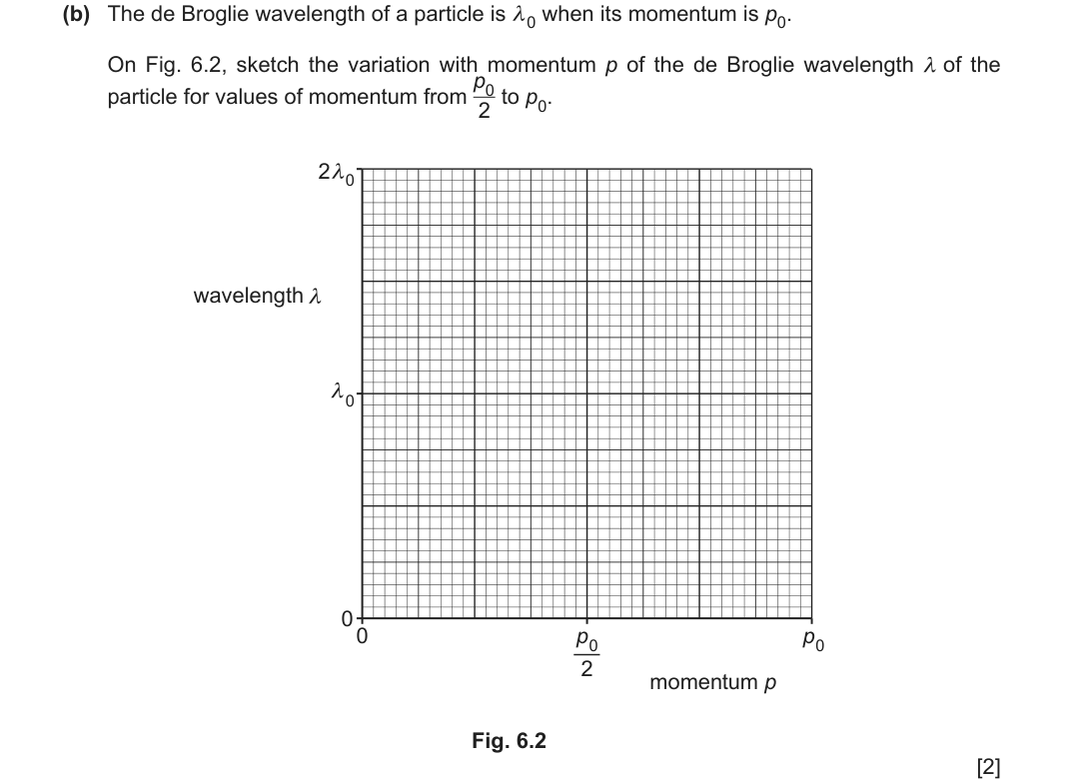 (b) The de Broglie wavelength of a particle is λ₀ when its momentum is p₀.
On Fig. 6.2, sketch the variation with momentum p of the de Broglie wavelength λ of the
particle for values of momentum from p₀/2 to p₀.
2λ₀
wavelength λ
λ₀
0
0
p₀/2
p₀
momentum p
Fig. 6.2
[2]